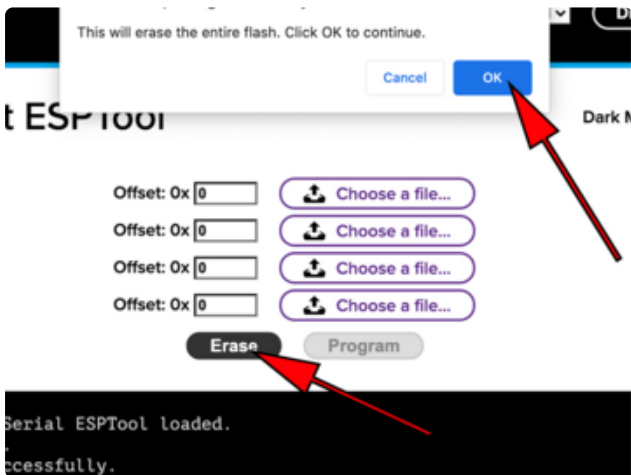 This will erase the entire flash. Click OK to continue.
Cancel OK
t ESPTool
Dark M
Offset: 0x 0 Choose a file...
Offset: 0x 0 Choose a file...
Offset: 0x 0 Choose a file...
Offset: 0x 0 Choose a file...
Erase Program
Serial ESPTool loaded.
.
ccessfully.